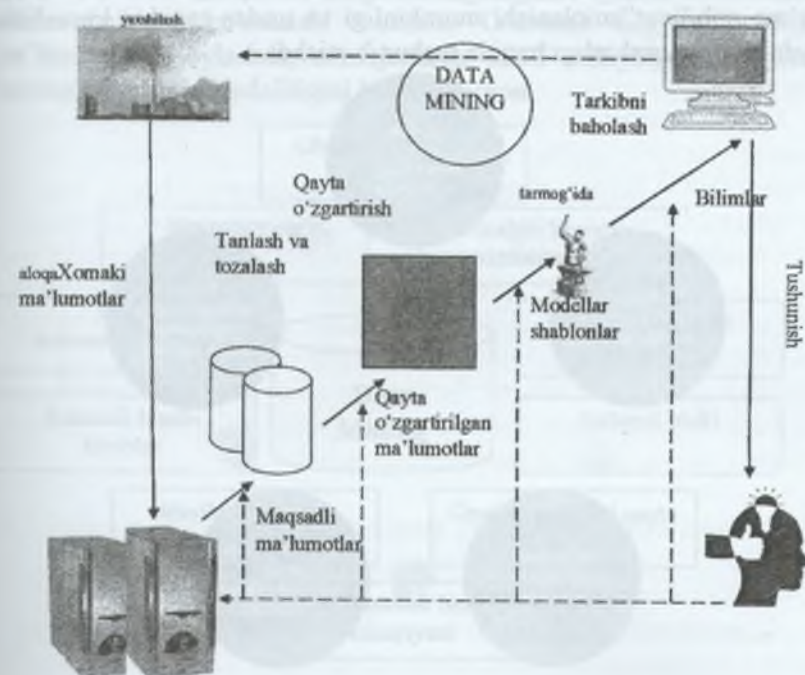 yaxshilash
DATA
MINING
Tarkibni
baholash
Qayta
o‘zgartirish
tarmog‘ida
Bilimlar
Tanlash va
tozalash
aloqaXomaki
ma’lumotlar
Modellar
shablonlar
Tushunish
Qayta
o‘zgartirilgan
ma’lumotlar
Maqsadli
ma’lumotlar